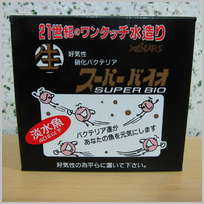 21世紀のワンタッチ水造り
生
好気性
硝化バクテリア
スーパーバイオ
SUPER BIO
淡水魚
バクテリア達が
あなたの魚を元気にします
好気性の為平らに置いて下さい。